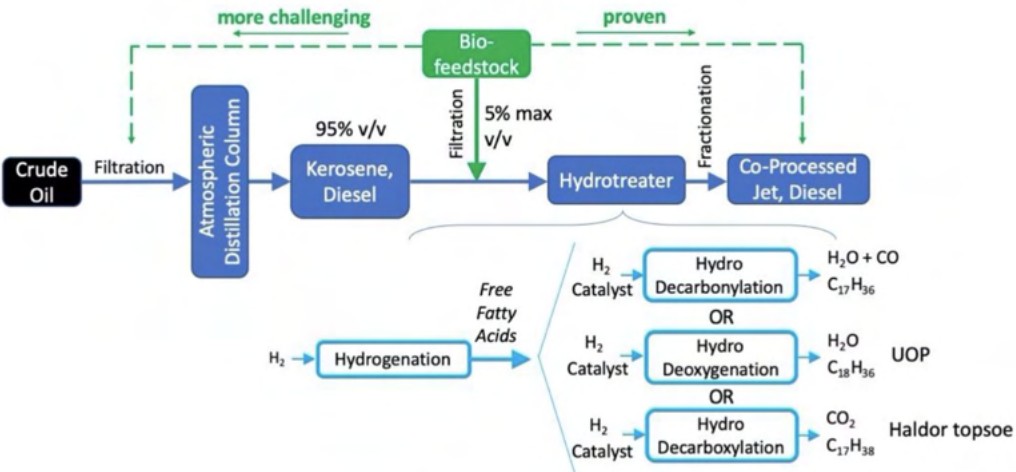 more challenging
proven
Bio-
feedstock
Filtration
5% max
v/v
Fractionation
95% v/v
Crude
Oil
Filtration
Atmospheric
Distillation Column
Kerosene,
Diesel
Hydrotreater
Co-Processed
Jet, Diesel
H₂
Hydrogenation
Free
Fatty
Acids
H₂
Catalyst
Hydro
Decarbonylation
H₂O + CO
C₁₇H₃₆
OR
H₂
Catalyst
Hydro
Deoxygenation
H₂O
C₁₈H₃₆
UOP
OR
H₂
Catalyst
Hydro
Decarboxylation
CO₂
C₁₇H₃₈
Haldor topsoe